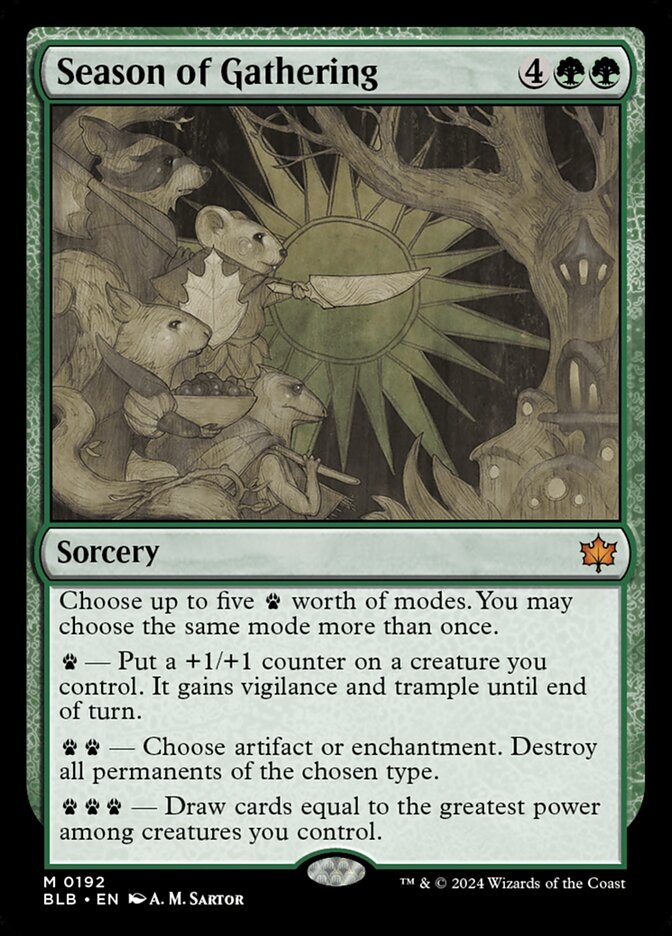 Season of Gathering 4
Sorcery
Choose up to five worth of modes. You may
choose the same mode more than once.
— Put a +1/+1 counter on a creature you
control. It gains vigilance and trample until end
of turn.
— Choose artifact or enchantment. Destroy
all permanents of the chosen type.
— Draw cards equal to the greatest power
among creatures you control.
M 0192
BLB • EN A. M. Sartor
™ & © 2024 Wizards of the Coast